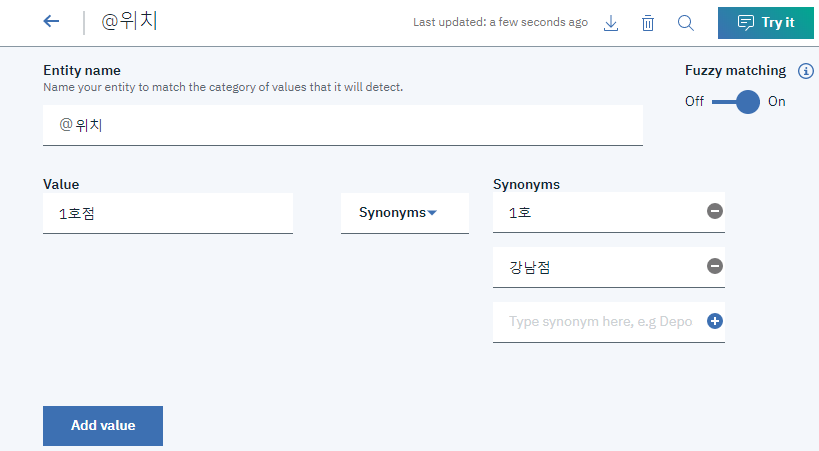 @위치
Last updated: a few seconds ago
Try it
Entity name
Name your entity to match the category of values that it will detect.
@위치
Fuzzy matching
Off On
Value
1호점
Synonyms
Synonyms
1호
강남점
Type synonym here, e.g Depo
Add value